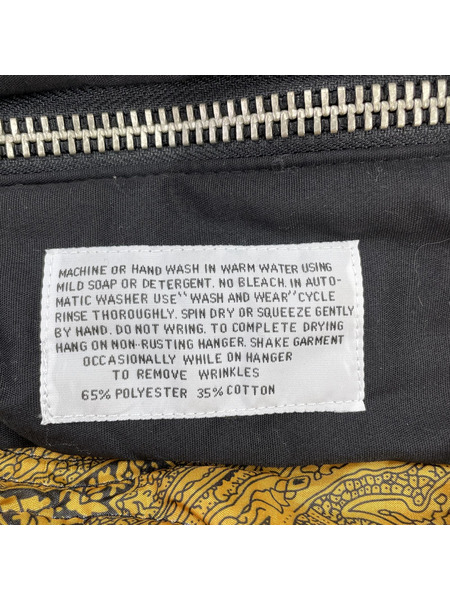 MACHINE OR HAND WASH IN WARM WATER USING
MILD SOAP OR DETERGENT. NO BLEACH. IN AUTO-
MATIC WASHER USE "WASH AND WEAR" CYCLE
RINSE THOROUGHLY. SPIN DRY OR SQUEEZE GENTLY
BY HAND. DO NOT WRING. TO COMPLETE DRYING
HANG ON NON-RUSTING HANGER. SHAKE GARMENT
OCCASIONALLY WHILE ON HANGER
TO REMOVE WRINKLES
65% POLYESTER 35% COTTON